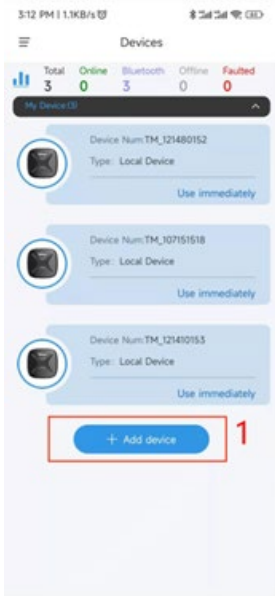 3:12 PM | 1.1KB/s
Devices
Total Online Bluetooth Offline Faulted
3 0 3 0 0
My Device(3)
Device Num:TM_121480152
Type: Local Device
Use immediately
Device Num:TM_107151518
Type: Local Device
Use immediately
Device Num:TM_121410153
Type: Local Device
Use immediately
+ Add device
1